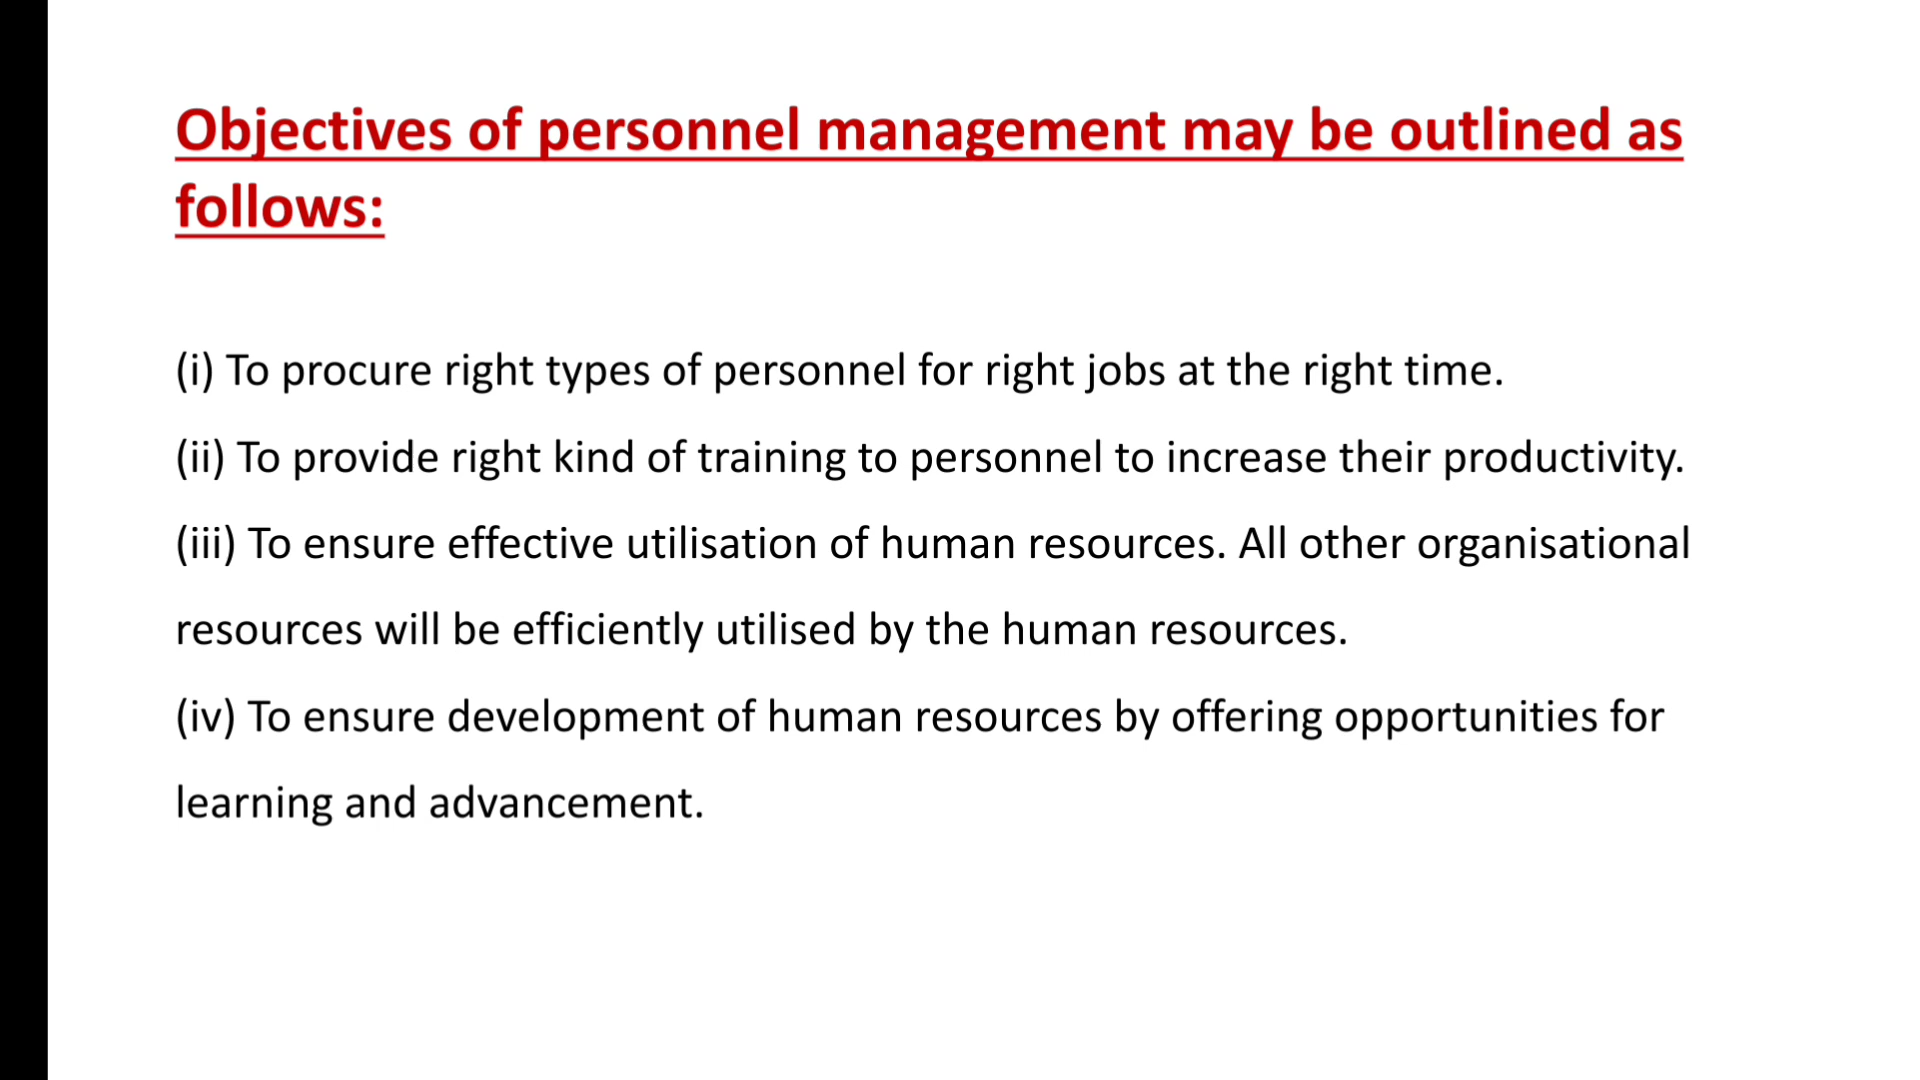 Objectives of personnel management may be outlined as
follows:
(i) To procure right types of personnel for right jobs at the right time.
(ii) To provide right kind of training to personnel to increase their productivity.
(iii) To ensure effective utilisation of human resources. All other organisational
resources will be efficiently utilised by the human resources.
(iv) To ensure development of human resources by offering opportunities for
learning and advancement.